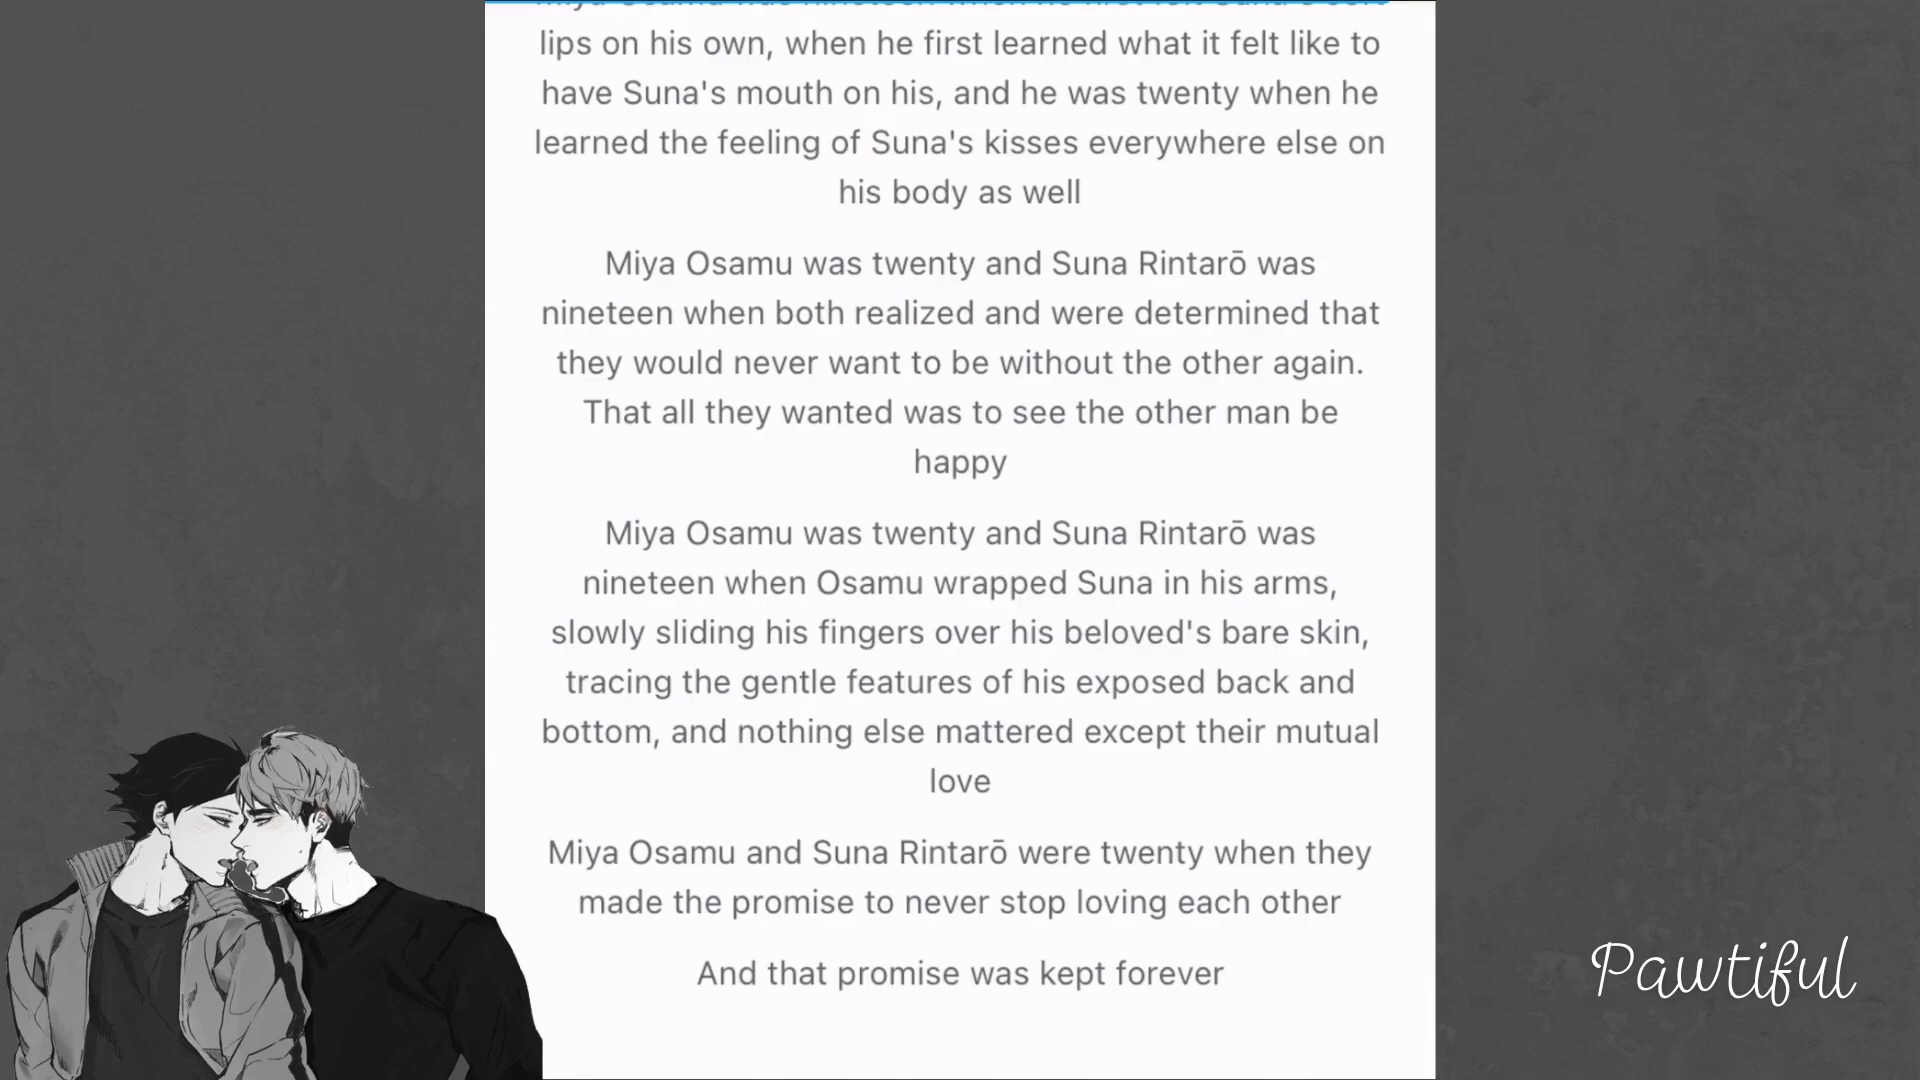 lips on his own, when he first learned what it felt like to
have Suna's mouth on his, and he was twenty when he
learned the feeling of Suna's kisses everywhere else on
his body as well
Miya Osamu was twenty and Suna Rintarō was
nineteen when both realized and were determined that
they would never want to be without the other again.
That all they wanted was to see the other man be
happy
Miya Osamu was twenty and Suna Rintarō was
nineteen when Osamu wrapped Suna in his arms,
slowly sliding his fingers over his beloved's bare skin,
tracing the gentle features of his exposed back and
bottom, and nothing else mattered except their mutual
love
Miya Osamu and Suna Rintarō were twenty when they
made the promise to never stop loving each other
And that promise was kept forever
Pawtiful